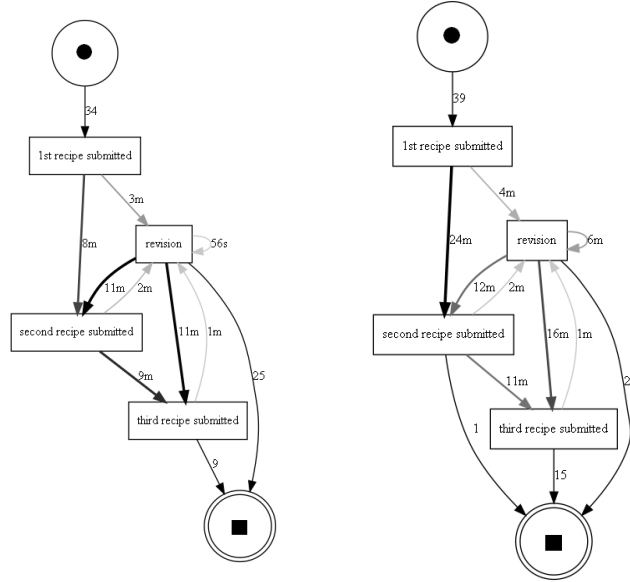 34
1st recipe submitted
3m
8m
revision
56s
11m
2m
second recipe submitted
11m
1m
9m
25
third recipe submitted
9
39
1st recipe submitted
4m
24m
revision
6m
12m
2m
second recipe submitted
16m
1m
11m
2
1
third recipe submitted
15